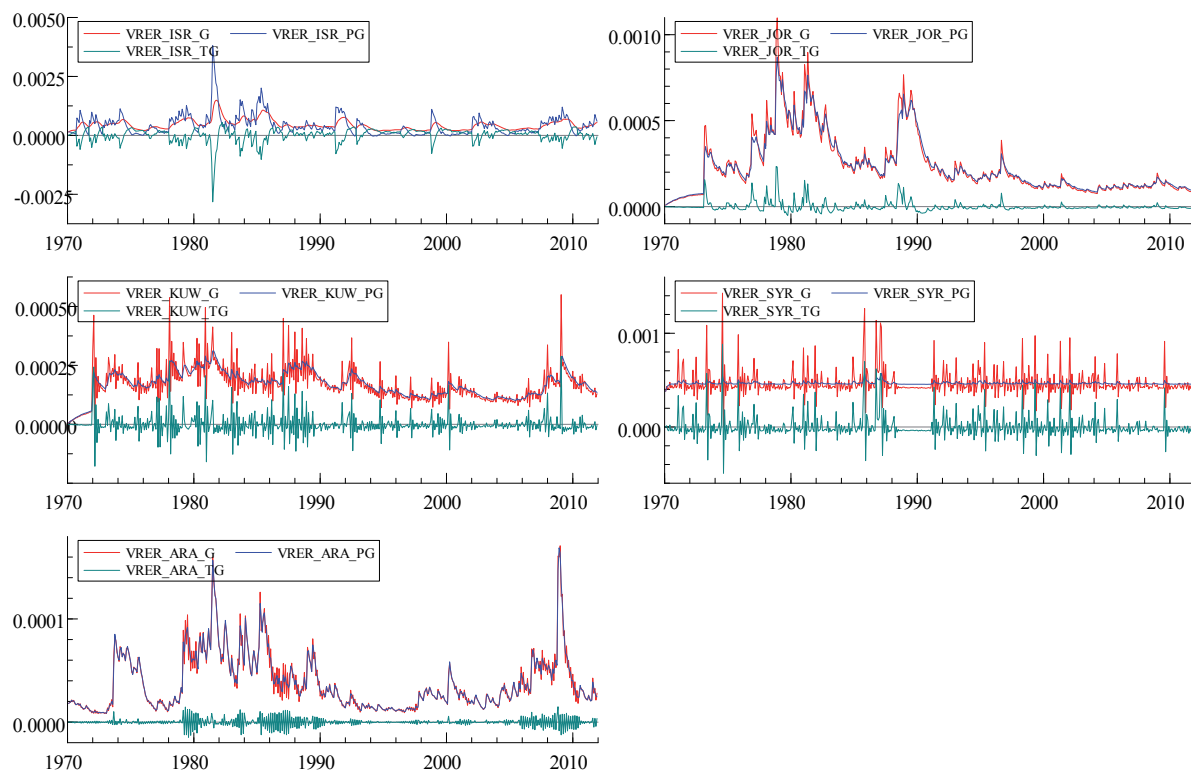 0.0050
VRER_ISR_G VRER_ISR_PG
VRER_ISR_TG
0.0025
0.0000
-0.0025
1970 1980 1990 2000 2010
0.0010
VRER_JOR_G VRER_JOR_PG
VRER_JOR_TG
0.0005
0.0000
1970 1980 1990 2000 2010
0.00050
VRER_KUW_G VRER_KUW_PG
VRER_KUW_TG
0.00025
0.00000
1970 1980 1990 2000 2010
VRER_SYR_G VRER_SYR_PG
VRER_SYR_TG
0.001
0.000
1970 1980 1990 2000 2010
VRER_ARA_G VRER_ARA_PG
VRER_ARA_TG
0.0001
0.0000
1970 1980 1990 2000 2010